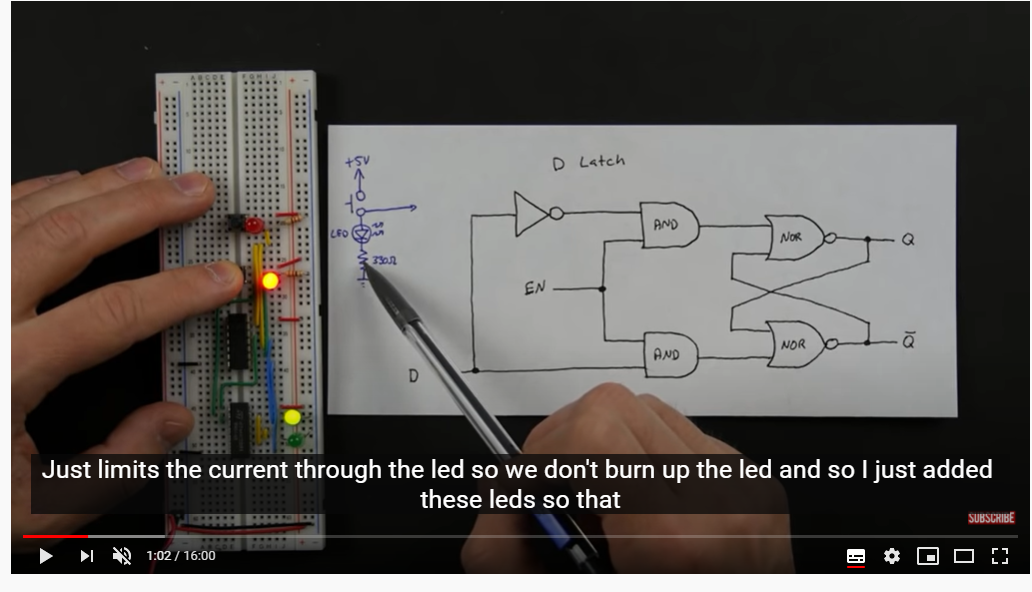 A B C D E F G H I J
D Latch
+5V
LED
330Ω
AND
NOR
Q
EN
AND
NOR
Q̅
D
Just limits the current through the led so we don't burn up the led and so I just added
these leds so that
SUBSCRIBE
1:02 / 16:00